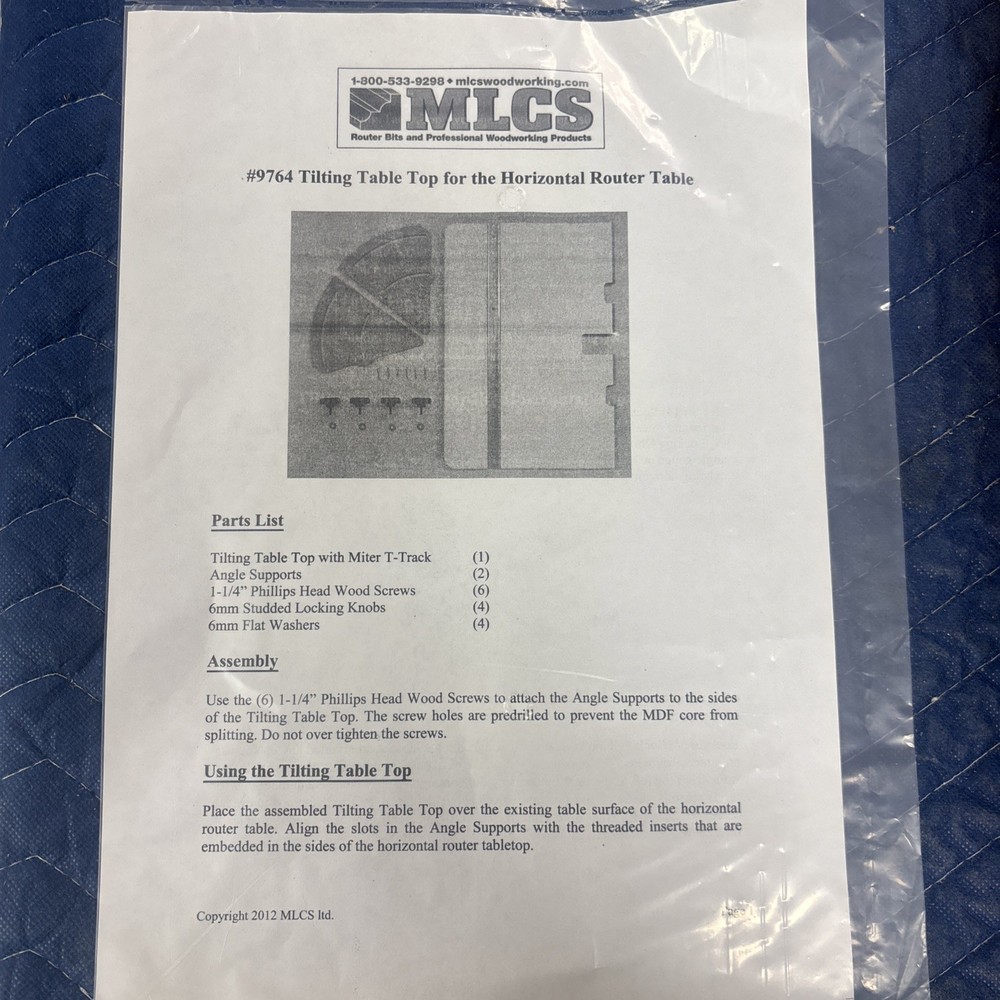 1-800-533-9298 • mlcswoodworking.com
MLCS
Router Bits and Professional Woodworking Products
#9764 Tilting Table Top for the Horizontal Router Table
Parts List
Tilting Table Top with Miter T-Track (1)
Angle Supports (2)
1-1/4” Phillips Head Wood Screws (6)
6mm Studded Locking Knobs (4)
6mm Flat Washers (4)
Assembly
Use the (6) 1-1/4” Phillips Head Wood Screws to attach the Angle Supports to the sides
of the Tilting Table Top. The screw holes are predrilled to prevent the MDF core from
splitting. Do not over tighten the screws.
Using the Tilting Table Top
Place the assembled Tilting Table Top over the existing table surface of the horizontal
router table. Align the slots in the Angle Supports with the threaded inserts that are
embedded in the sides of the horizontal router tabletop.
Copyright 2012 MLCS ltd.